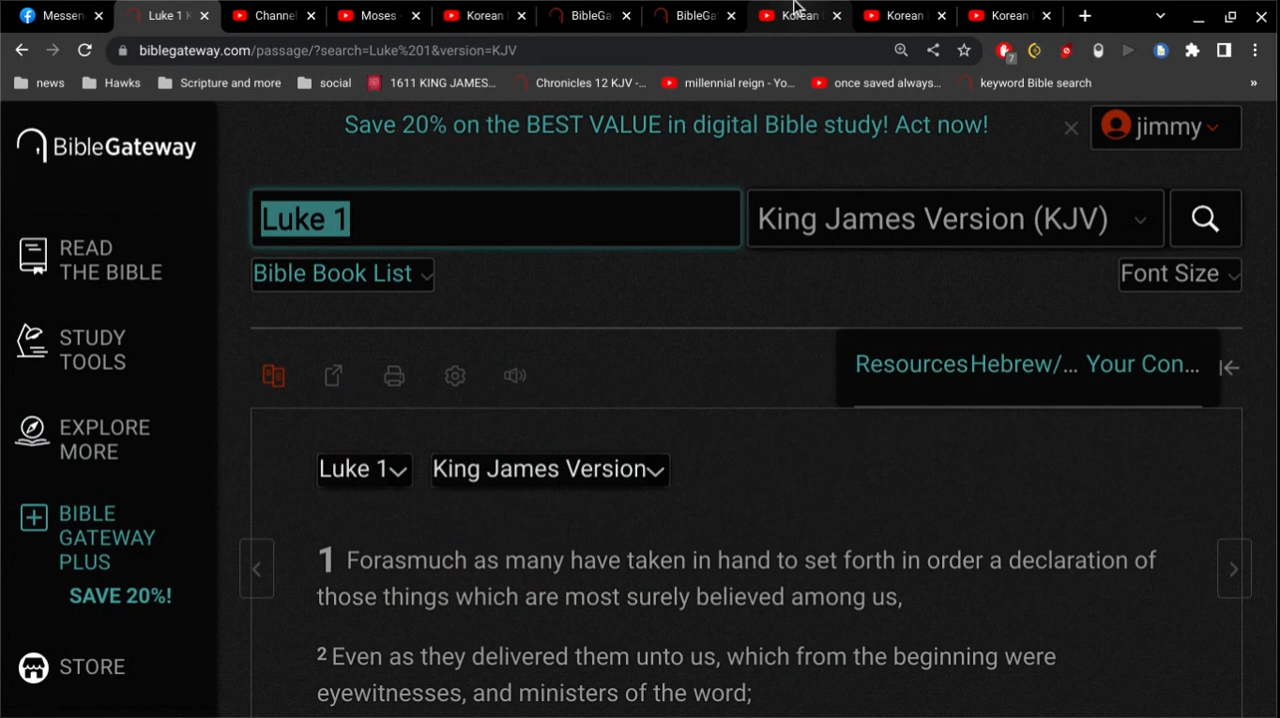 Messen
Luke 1 K
Channel
Moses -
Korean
BibleGa
BibleGa
Korean
Korean
Korean
biblegateway.com/passage/?search=Luke%201&version=KJV
7
news
Hawks
Scripture and more
social
1611 KING JAMES...
Chronicles 12 KJV -...
millennial reign - Yo...
once saved always...
keyword Bible search
»
BibleGateway
Save 20% on the BEST VALUE in digital Bible study! Act now!
jimmy
Luke 1
King James Version (KJV)
Bible Book List
Font Size
READ
THE BIBLE
STUDY
TOOLS
EXPLORE
MORE
BIBLE
GATEWAY
PLUS
SAVE 20%!
STORE
Resources
Hebrew/...
Your Con...
Luke 1
King James Version
1 Forasmuch as many have taken in hand to set forth in order a declaration of
those things which are most surely believed among us,
2 Even as they delivered them unto us, which from the beginning were
eyewitnesses, and ministers of the word;